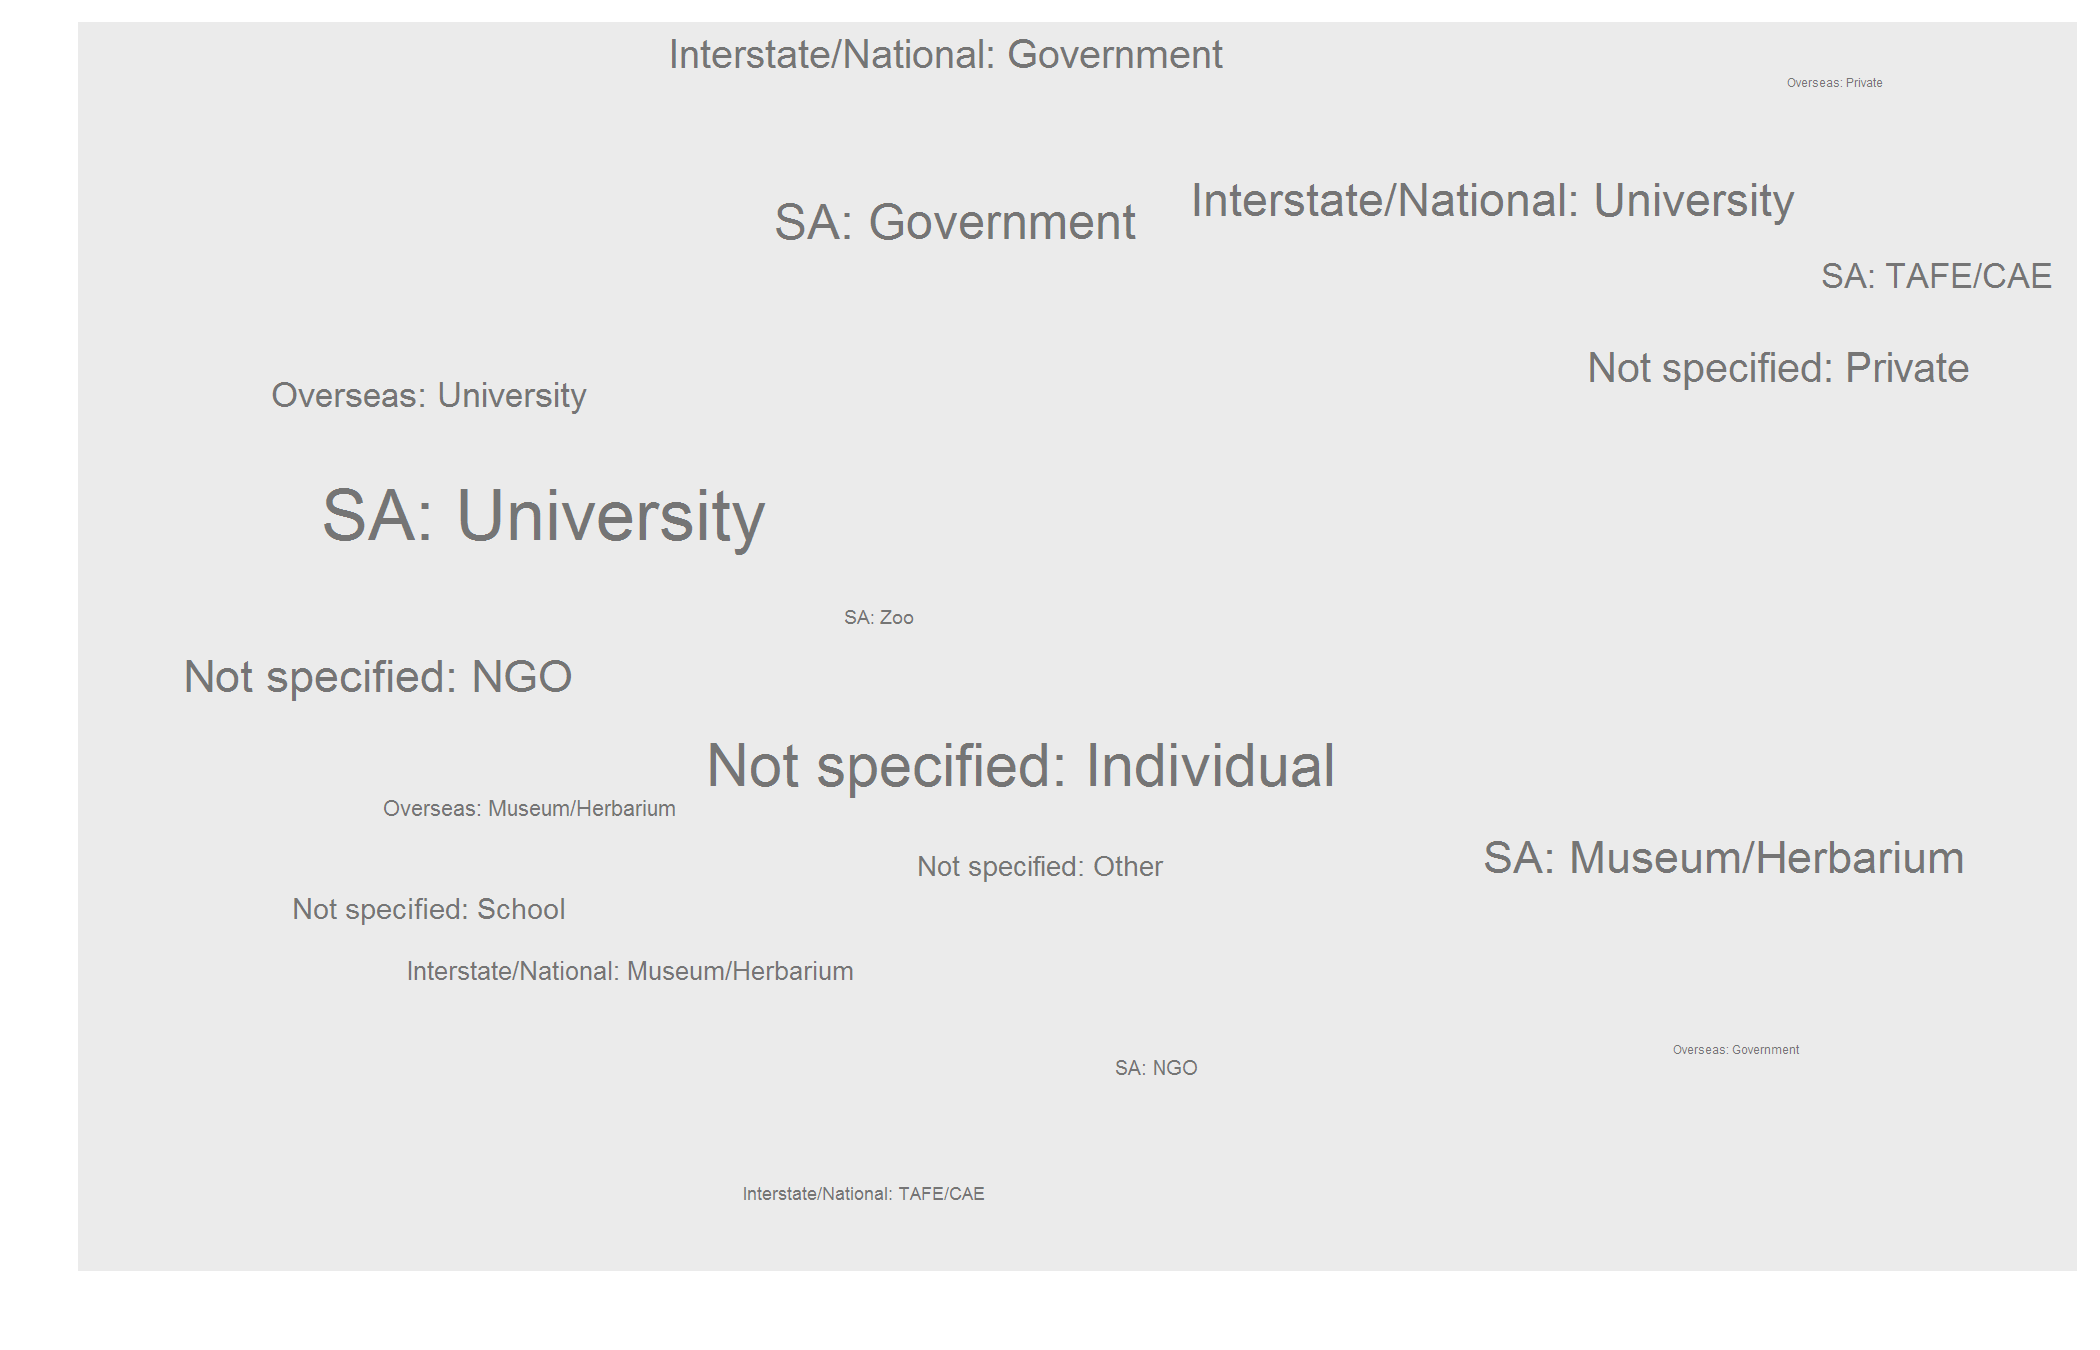 Interstate/National: Government
Overseas: Private
Interstate/National: University
SA: Government
SA: TAFE/CAE
Not specified: Private
Overseas: University
SA: University
SA: Zoo
Not specified: NGO
Not specified: Individual
Overseas: Museum/Herbarium
SA: Museum/Herbarium
Not specified: Other
Not specified: School
Interstate/National: Museum/Herbarium
Overseas: Government
SA: NGO
Interstate/National: TAFE/CAE